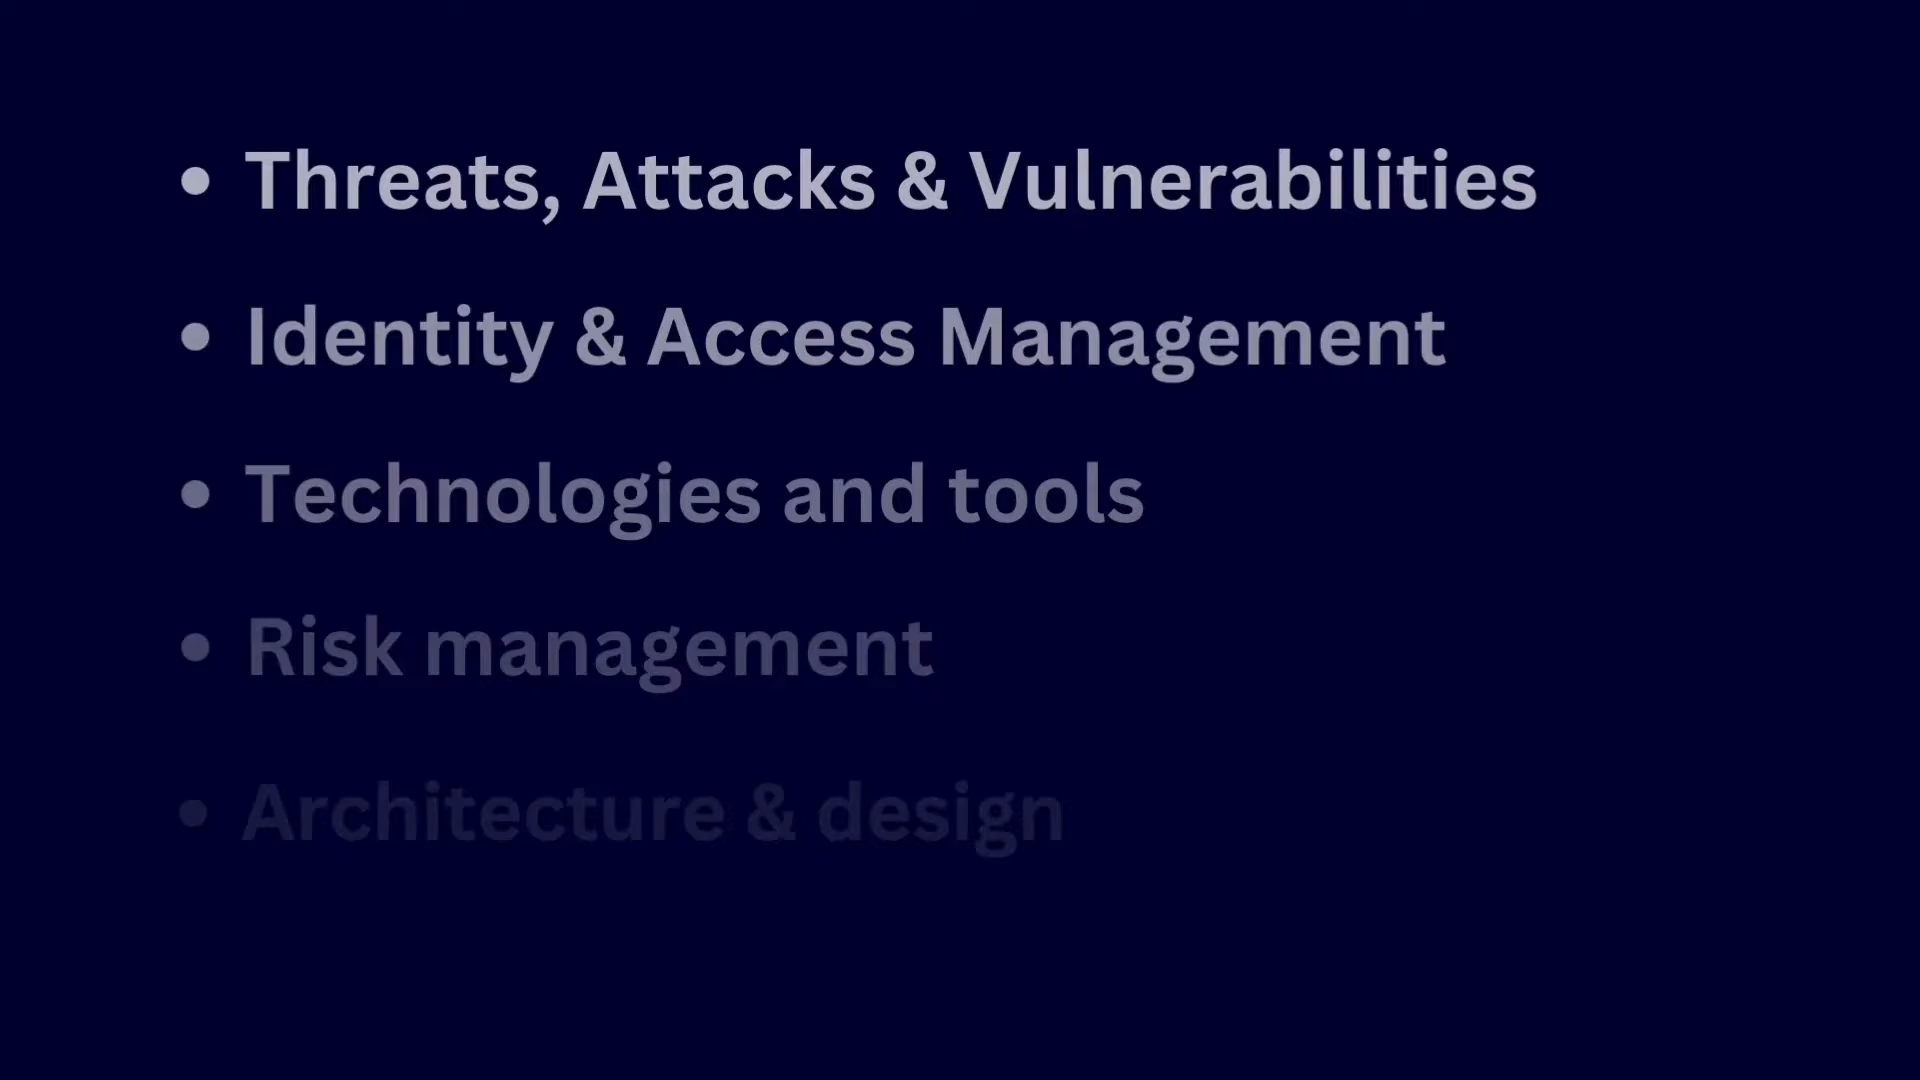 • Threats, Attacks & Vulnerabilities
• Identity & Access Management
• Technologies and tools
• Risk management
• Architecture & design